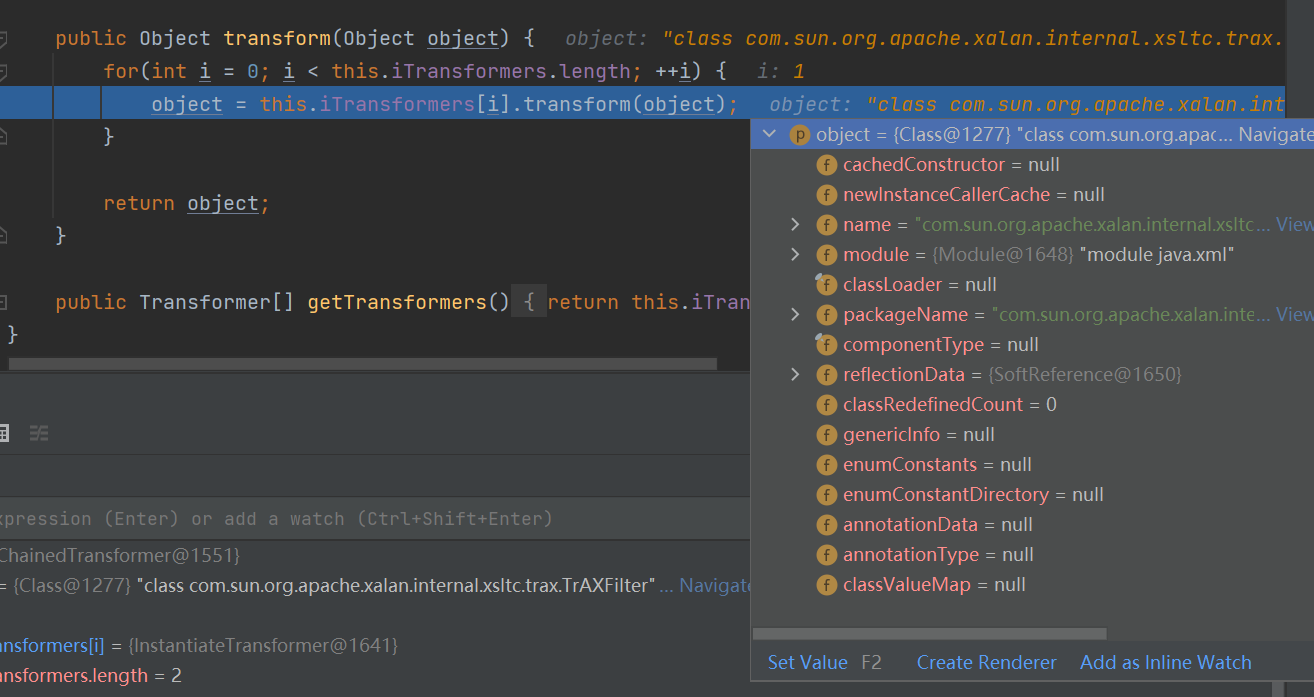 public Object transform(Object object) {   object: "class com.sun.org.apache.xalan.internal.xsltc.trax.
for(int i = 0; i < this.iTransformers.length; ++i) {   i: 1
object = this.iTransformers[i].transform(object);   object: "class com.sun.org.apache.xalan.int
}
return object;
}
public Transformer[] getTransformers() { return this.iTran
}
object = {Class@1277} "class com.sun.org.apac... Navigate
cachedConstructor = null
newInstanceCallerCache = null
name = "com.sun.org.apache.xalan.internal.xsltc... View
module = {Module@1648} "module java.xml"
classLoader = null
packageName = "com.sun.org.apache.xalan.inte... View
componentType = null
reflectionData = {SoftReference@1650}
classRedefinedCount = 0
genericInfo = null
enumConstants = null
enumConstantDirectory = null
annotationData = null
annotationType = null
classValueMap = null
Set Value F2 Create Renderer Add as Inline Watch
xpression (Enter) or add a watch (Ctrl+Shift+Enter)
ChainedTransformer@1551}
= {Class@1277} "class com.sun.org.apache.xalan.internal.xsltc.trax.TrAXFilter" ... Navigate
ansformers[i] = {InstantiateTransformer@1641}
ansformers.length = 2